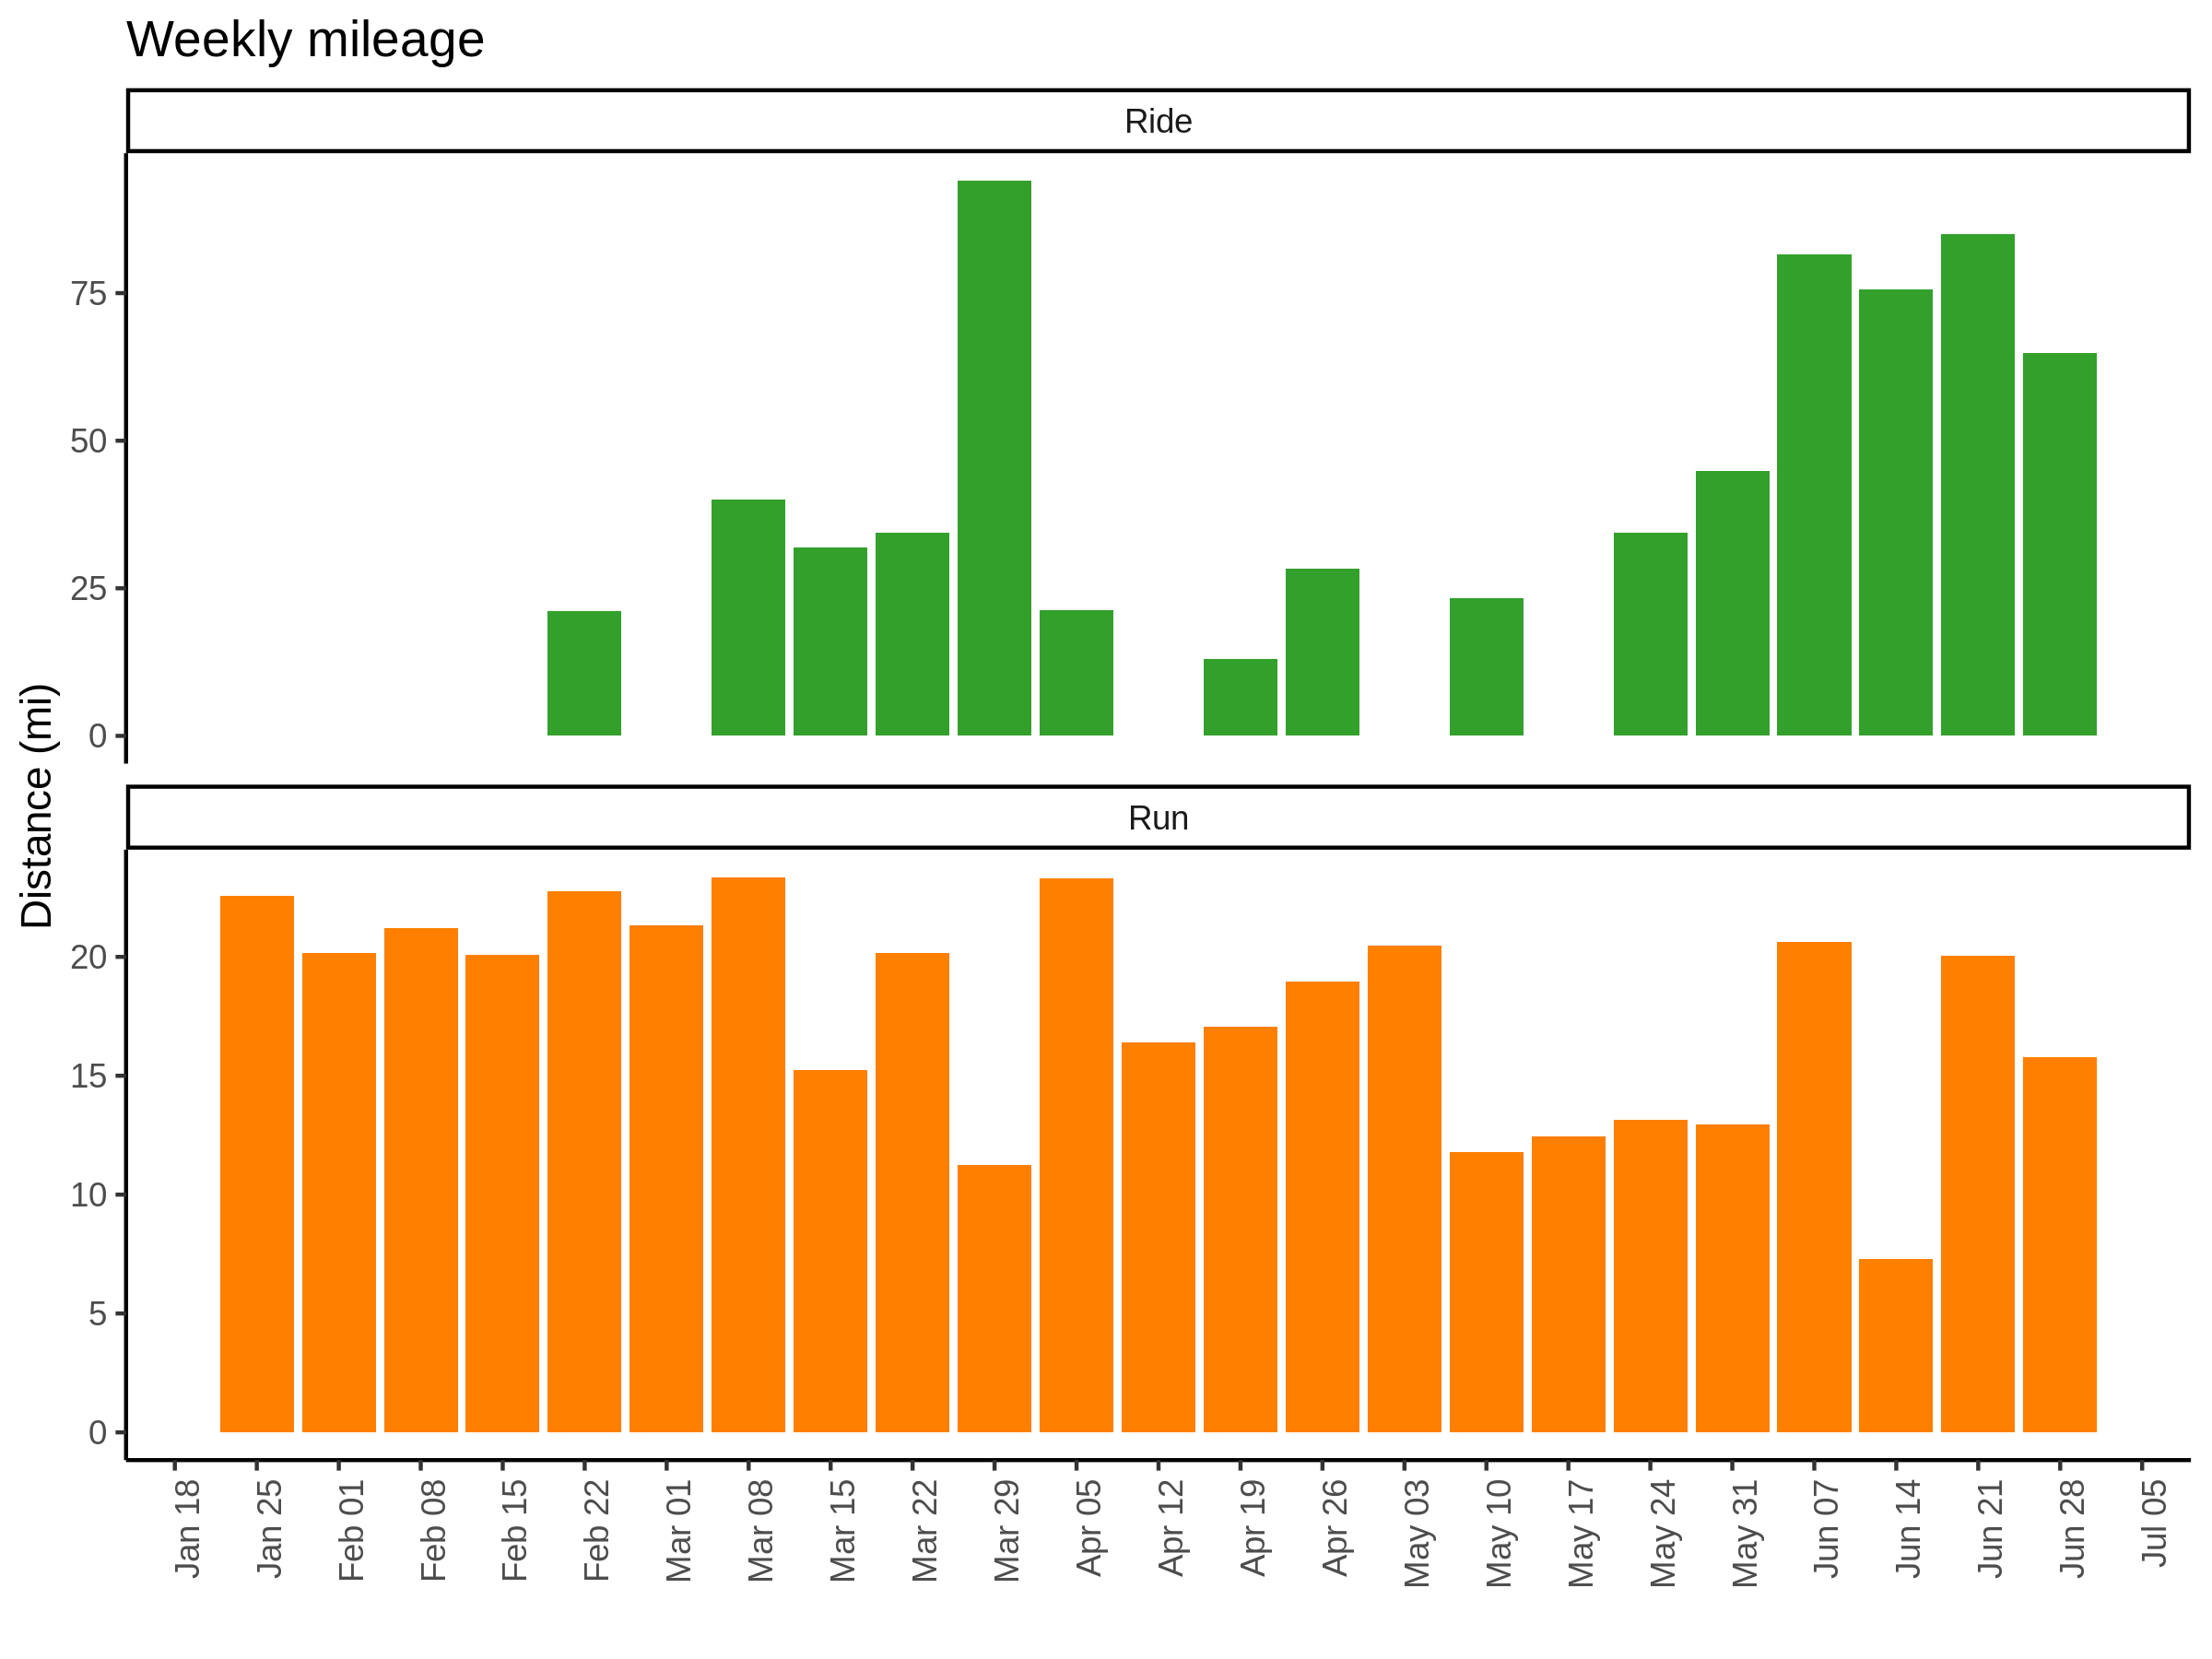 Weekly mileage
Ride
75
50
25
0
Distance (mi)
Run
20
15
10
5
0
Jan 18
Jan 25
Feb 01
Feb 08
Feb 15
Feb 22
Mar 01
Mar 08
Mar 15
Mar 22
Mar 29
Apr 05
Apr 12
Apr 19
Apr 26
May 03
May 10
May 17
May 24
May 31
Jun 07
Jun 14
Jun 21
Jun 28
Jul 05